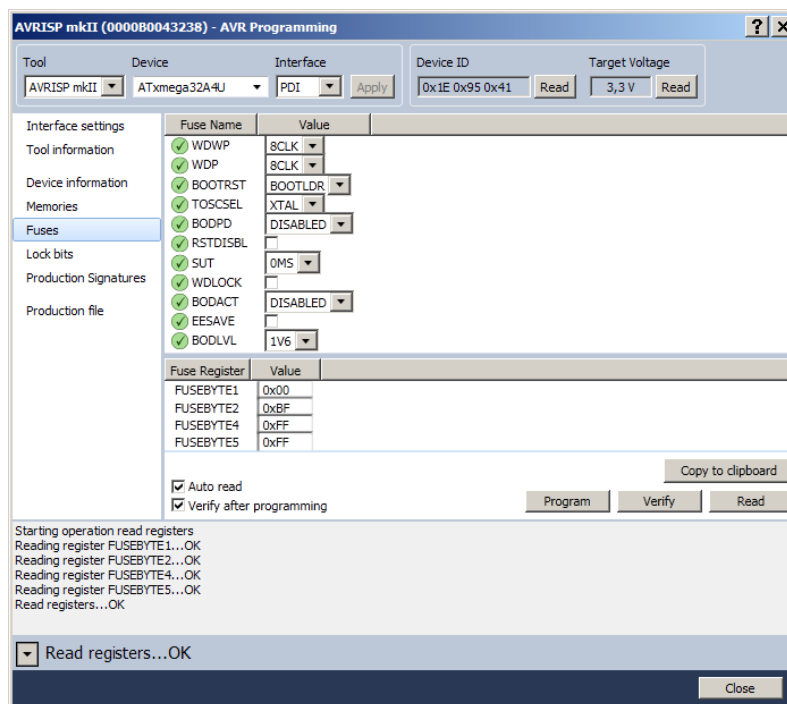 AVRISP mkII (0000B0043238) - AVR Programming
Tool Device Interface Device ID Target Voltage
AVRISP mkII ATxmega32A4U PDI Apply 0x1E 0x95 0x41 Read 3,3 V Read
Interface settings
Tool information
Device information
Memories
Fuses
Lock bits
Production Signatures
Production file
Fuse Name Value
WDWP 8CLK
WDP 8CLK
BOOTRST BOOTLDR
TOSCSEL XTAL
BODPD DISABLED
RSTDISBL
SUT 0MS
WDLOCK
BODACT DISABLED
EESAVE
BODLVL 1V6
Fuse Register Value
FUSEBYTE1 0x00
FUSEBYTE2 0xBF
FUSEBYTE4 0xFF
FUSEBYTE5 0xFF
Copy to clipboard
Auto read
Verify after programming
Program Verify Read
Starting operation read registers
Reading register FUSEBYTE1...OK
Reading register FUSEBYTE2...OK
Reading register FUSEBYTE4...OK
Reading register FUSEBYTE5...OK
Read registers...OK
Read registers...OK
Close